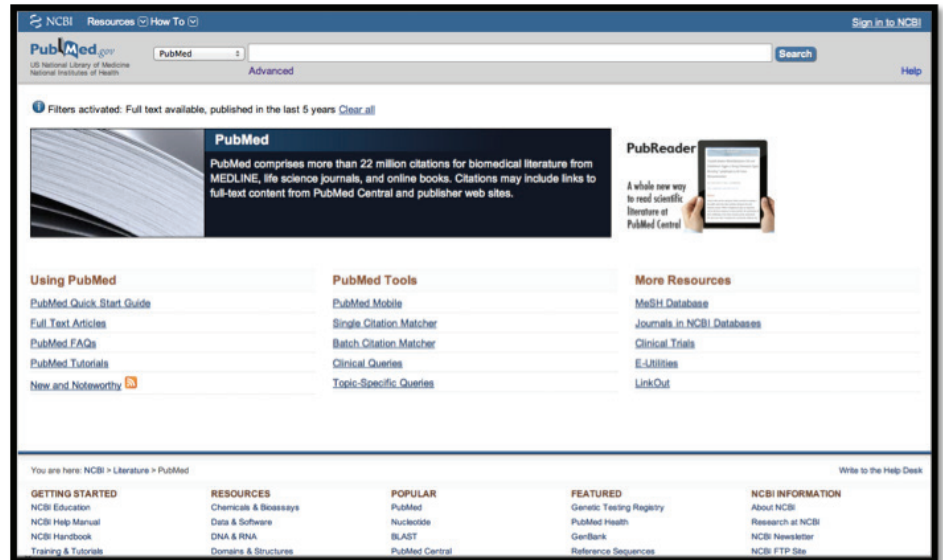 NCBI Resources How To Sign in to NCBI
PubMed.gov
US National Library of Medicine
National Institutes of Health
PubMed
Search
Advanced
Help
Filters activated: Full text available, published in the last 5 years Clear all
PubMed
PubMed comprises more than 22 million citations for biomedical literature from
MEDLINE, life science journals, and online books. Citations may include links to
full-text content from PubMed Central and publisher web sites.
PubReader
A whole new way
to read scientific
literature at
PubMed Central
Using PubMed
PubMed Quick Start Guide
Full Text Articles
PubMed FAQs
PubMed Tutorials
New and Noteworthy
PubMed Tools
PubMed Mobile
Single Citation Matcher
Batch Citation Matcher
Clinical Queries
Topic-Specific Queries
More Resources
MeSH Database
Journals in NCBI Databases
Clinical Trials
E-Utilities
LinkOut
You are here: NCBI > Literature > PubMed
Write to the Help Desk
GETTING STARTED
NCBI Education
NCBI Help Manual
NCBI Handbook
Training & Tutorials
RESOURCES
Chemicals & Bioassays
Data & Software
DNA & RNA
Domains & Structures
POPULAR
PubMed
Nucleotide
BLAST
PubMed Central
FEATURED
Genetic Testing Registry
PubMed Health
GenBank
Reference Sequences
NCBI INFORMATION
About NCBI
Research at NCBI
NCBI Newsletter
NCBI FTP Site